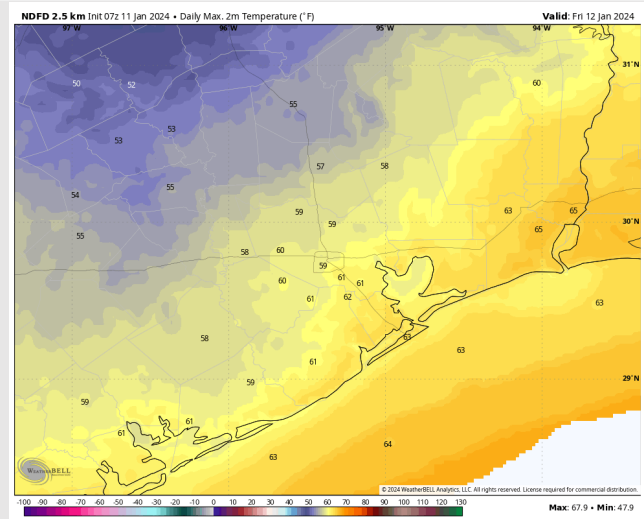 NDFD 2.5 km Init 07z 11 Jan 2024 • Daily Max. 2m Temperature (°F)
Valid: Fri 12 Jan 2024
97°W 96°W 95°W 94°W
31°N
50 52 60
55
53
53
57 58
55
54
59 63 65
30°N
59
65
55
58 60
59
61
60 61
61 62
63
63
58
63
61
29°N
59
59
61
61
64
63
WEATHERBELL
© 2024 WeatherBELL Analytics, LLC. All rights reserved. License required for commercial distribution.
-100 -90 -80 -70 -60 -50 -40 -30 -20 -10 0 10 20 30 40 50 60 70 80 90 100 110 120 130
Max: 67.9 • Min: 47.9